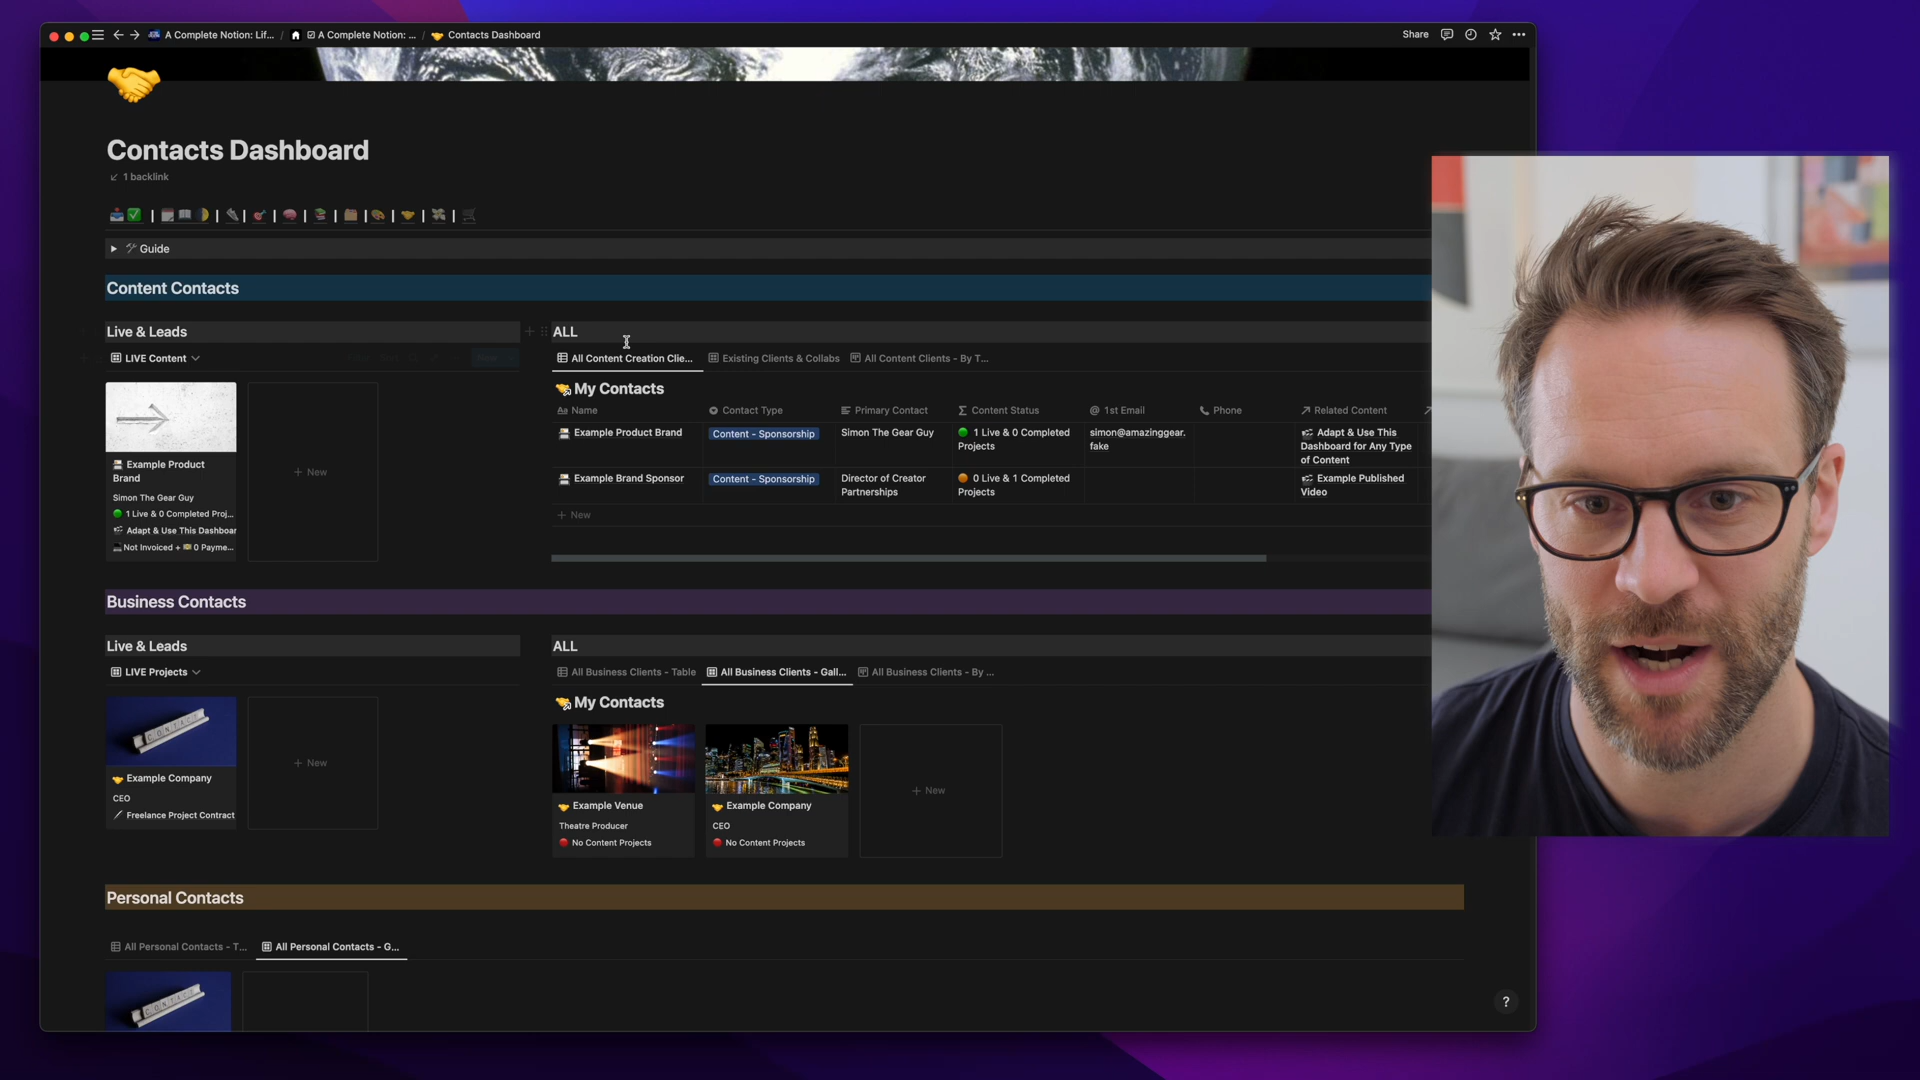 A Complete Notion: Lif... / A Complete Notion: ... / Contacts Dashboard
Share
Contacts Dashboard
1 backlink
Guide
Content Contacts
Live & Leads
LIVE Content
Example Product
Brand
Simon The Gear Guy
1 Live & 0 Completed Proj...
Adapt & Use This Dashboar
Not Invoiced + 0 Payme...
+ New
ALL
All Content Creation Clie...
Existing Clients & Collabs
All Content Clients - By T...
My Contacts
Aa Name
Contact Type
Primary Contact
Content Status
1st Email
Phone
Related Content
Example Product Brand
Content - Sponsorship
Simon The Gear Guy
1 Live & 0 Completed
Projects
simon@amazinggear.
fake
Adapt & Use This
Dashboard for Any Type
of Content
Example Brand Sponsor
Content - Sponsorship
Director of Creator
Partnerships
0 Live & 1 Completed
Projects
Example Published
Video
+ New
Business Contacts
Live & Leads
LIVE Projects
CONTACT
Example Company
CEO
Freelance Project Contract
+ New
ALL
All Business Clients - Table
All Business Clients - Gall...
All Business Clients - By ...
My Contacts
Example Venue
Theatre Producer
No Content Projects
Example Company
CEO
No Content Projects
+ New
Personal Contacts
All Personal Contacts - T...
All Personal Contacts - G...
CONTACT
?